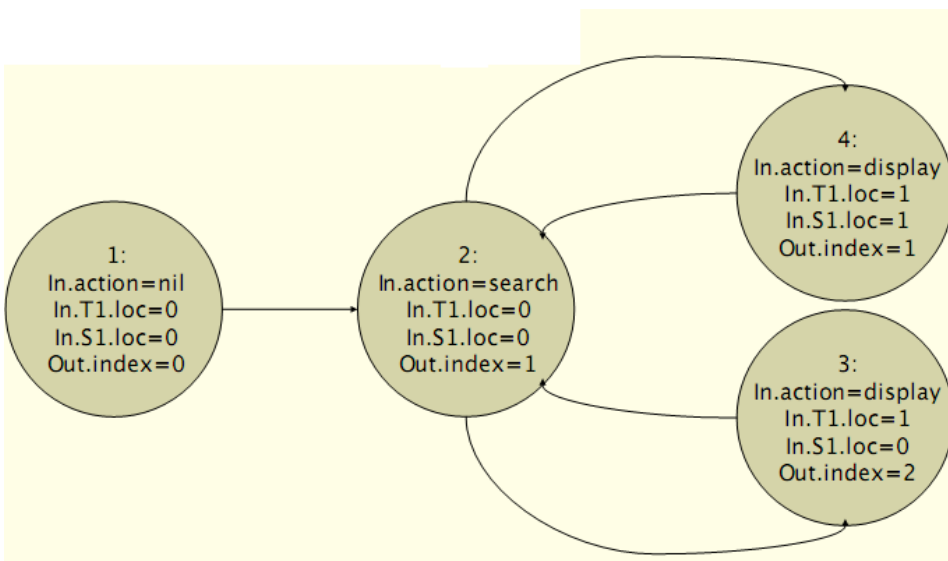 1:
In.action=nil
In.T1.loc=0
In.S1.loc=0
Out.index=0
2:
In.action=search
In.T1.loc=0
In.S1.loc=0
Out.index=1
4:
In.action=display
In.T1.loc=1
In.S1.loc=1
Out.index=1
3:
In.action=display
In.T1.loc=1
In.S1.loc=0
Out.index=2